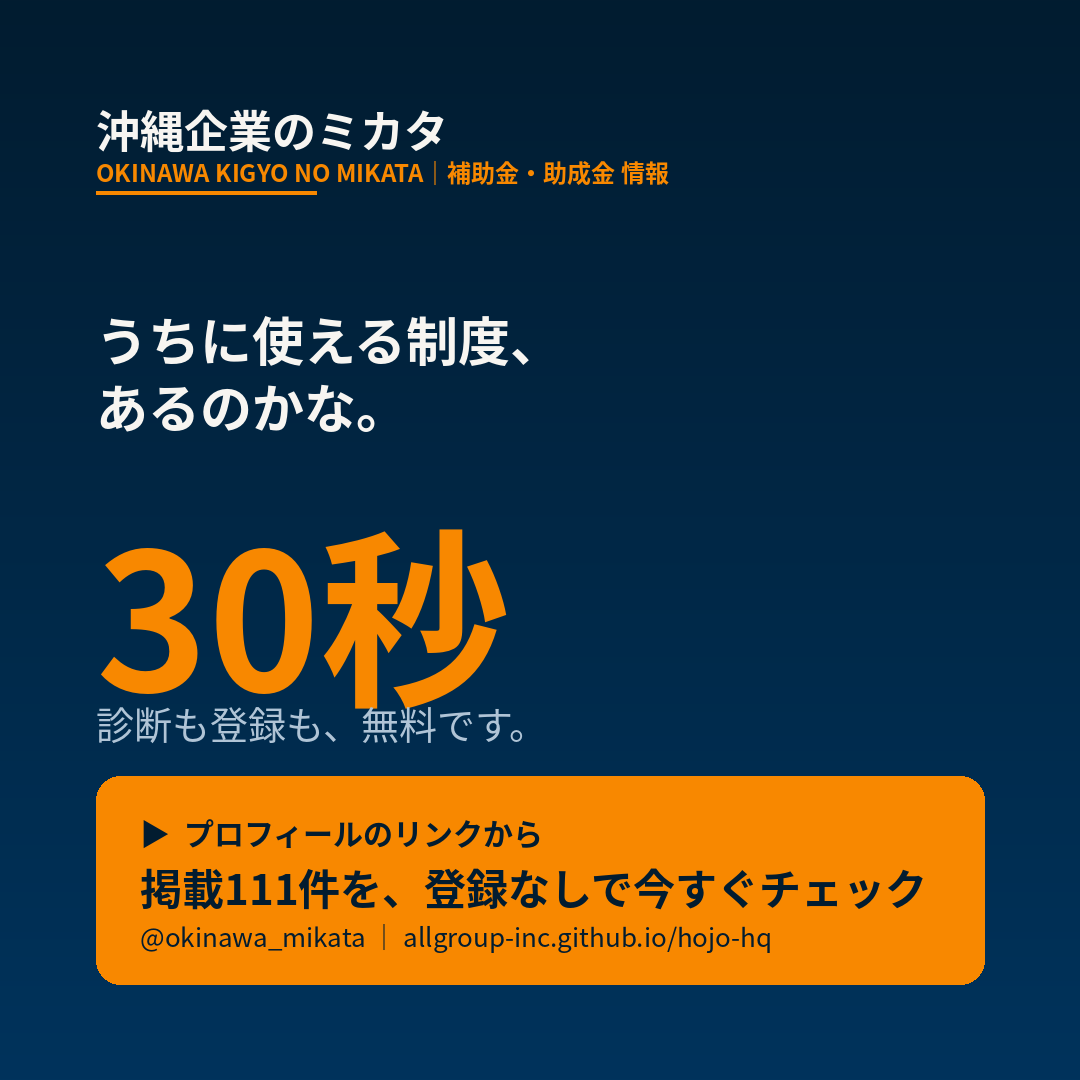 沖縄企業のミカタ
OKINAWA KIGYO NO MIKATA｜補助金・助成金 情報
うちに使える制度、
あるのかな。
30秒
診断も登録も、無料です。
▶ プロフィールのリンクから
掲載111件を、登録なしで今すぐチェック
@okinawa_mikata ｜ allgroup-inc.github.io/hojo-hq